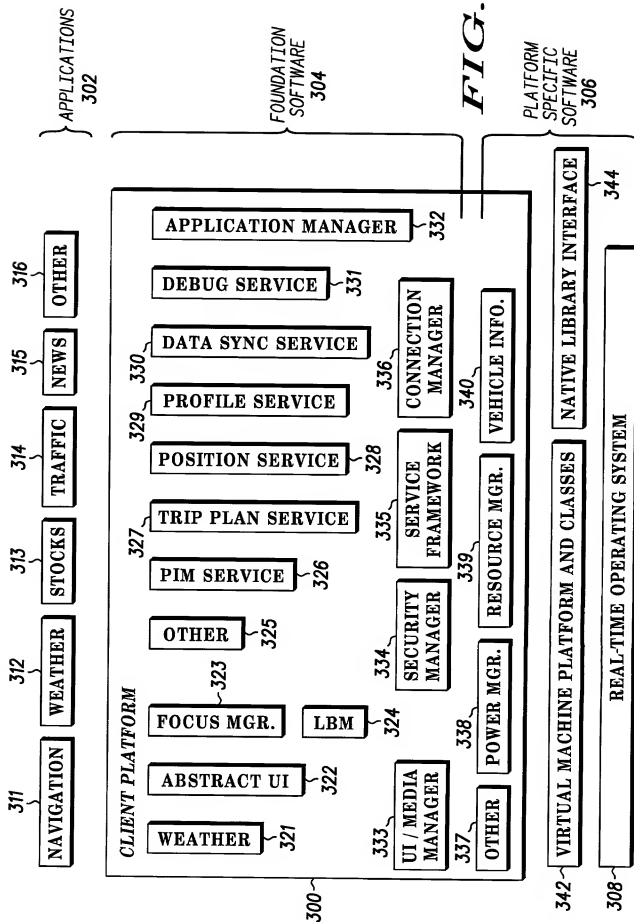 311
312
313
314
315
316
NAVIGATION
WEATHER
STOCKS
TRAFFIC
NEWS
OTHER
APPLICATIONS
302
CLIENT PLATFORM
300
WEATHER
321
ABSTRACT UI
322
323
FOCUS MGR.
LBM
324
OTHER
325
PIM SERVICE
326
327
TRIP PLAN SERVICE
POSITION SERVICE
328
329
PROFILE SERVICE
330
DATA SYNC SERVICE
DEBUG SERVICE
331
APPLICATION MANAGER
332
FOUNDATION
SOFTWARE
304
333
UI / MEDIA
MANAGER
334
SECURITY
MANAGER
335
SERVICE
FRAMEWORK
336
CONNECTION
MANAGER
337
OTHER
338
POWER MGR.
339
RESOURCE MGR.
340
VEHICLE INFO.
FIG.
PLATFORM
SPECIFIC
SOFTWARE
306
342
VIRTUAL MACHINE PLATFORM AND CLASSES
NATIVE LIBRARY INTERFACE
344
308
REAL-TIME OPERATING SYSTEM